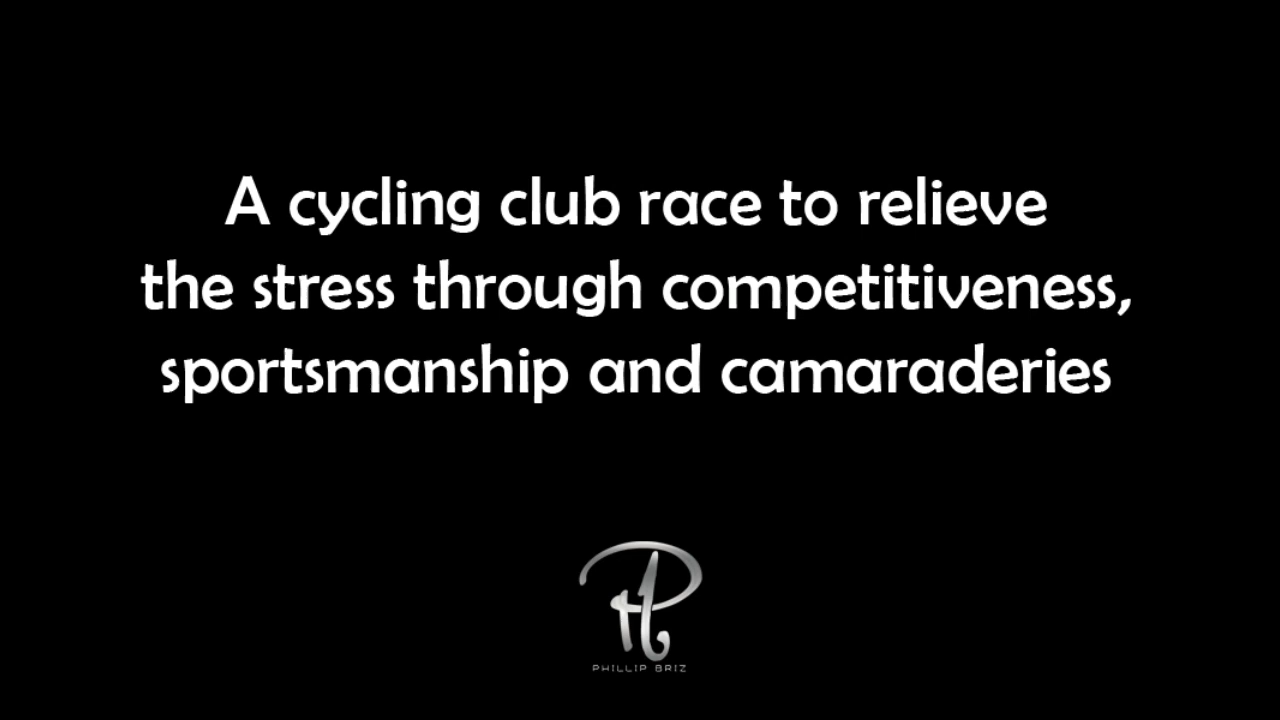 A cycling club race to relieve
the stress through competitiveness,
sportsmanship and camaraderies
PHILLIP BRIZ